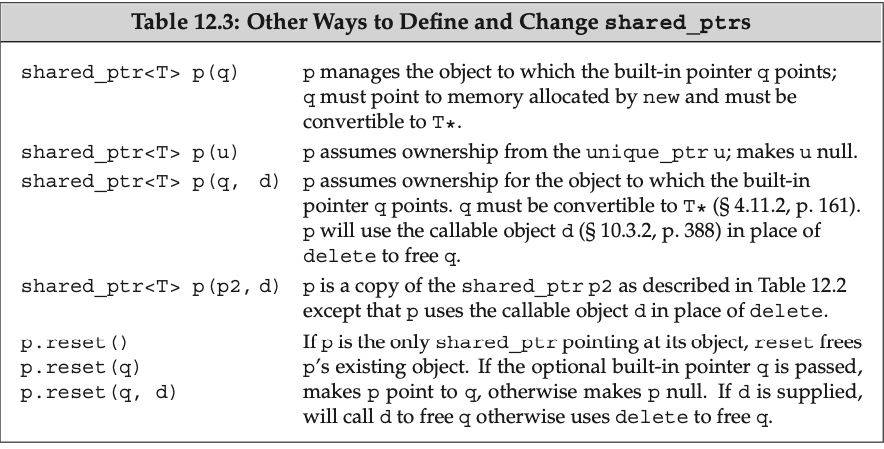 Table 12.3: Other Ways to Define and Change shared_ptrs
shared_ptr<T> p(q) p manages the object to which the built-in pointer q points;
q must point to memory allocated by new and must be
convertible to T*.
shared_ptr<T> p(u) p assumes ownership from the unique_ptr u; makes u null.
shared_ptr<T> p(q, d) p assumes ownership for the object to which the built-in
pointer q points. q must be convertible to T* (§ 4.11.2, p. 161).
p will use the callable object d (§ 10.3.2, p. 388) in place of
delete to free q.
shared_ptr<T> p(p2, d) p is a copy of the shared_ptr p2 as described in Table 12.2
except that p uses the callable object d in place of delete.
p.reset() If p is the only shared_ptr pointing at its object, reset frees
p.reset(q) p's existing object. If the optional built-in pointer q is passed,
p.reset(q, d) makes p point to q, otherwise makes p null. If d is supplied,
will call d to free q otherwise uses delete to free q.